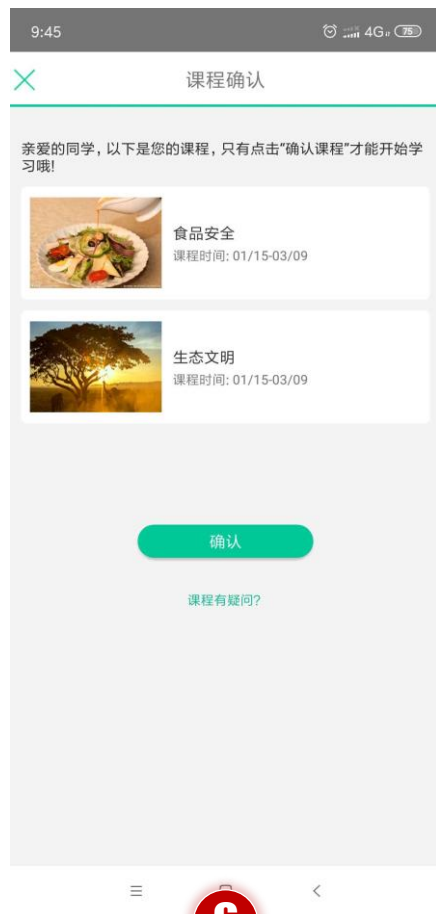 9:45
4G 75
课程确认
亲爱的同学，以下是您的课程，只有点击"确认课程"才能开始学
习哦!
食品安全
课程时间: 01/15-03/09
生态文明
课程时间: 01/15-03/09
确认
课程有疑问?